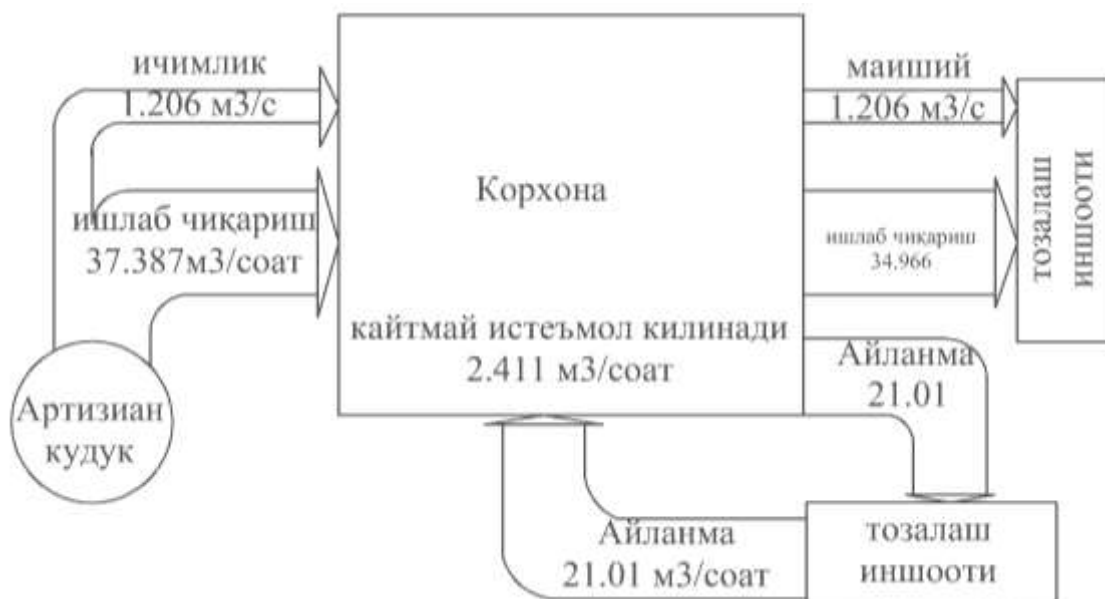 ичимлик
1.206 м3/с
ишлаб чиқариш
37.387м3/соат
Артизиан
кудук
Корхона
кайтмай истеъмол килинади
2.411 м3/соат
маиший
1.206 м3/с
ишлаб чиқариш
34.966
тозалаш
иншооти
Айланма
21.01
Айланма
21.01 м3/соат
тозалаш
иншооти